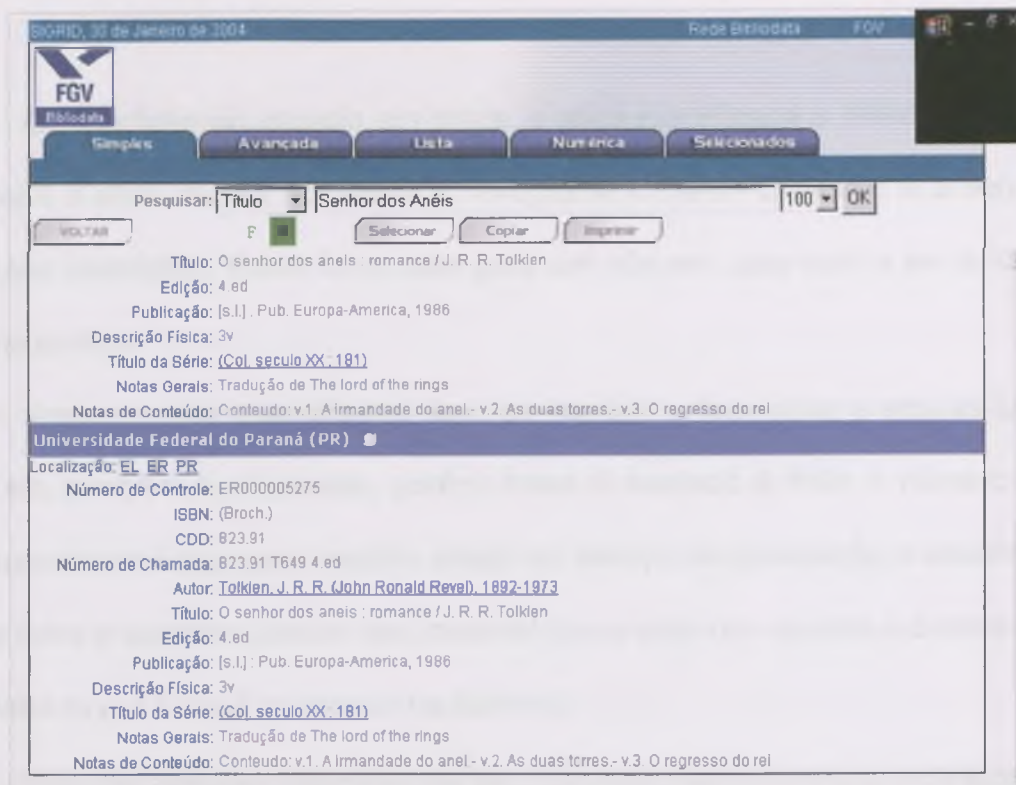 SIGRID, 30 de Janeiro de 2004 Rede Bibliodata FGV
FGV
Bibliodata
Simples Avançada Lista Numérica Selecionados
Pesquisar: Título Senhor dos Anéis 100 OK
VOLTAR F Selecionar Copiar Imprimir
Título: O senhor dos aneis : romance / J. R. R. Tolkien
Edição: 4.ed
Publicação: [s.l.] : Pub. Europa-America, 1986
Descrição Física: 3v
Título da Série: (Col. seculo XX ; 181)
Notas Gerais: Tradução de The lord of the rings
Notas de Conteúdo: Conteudo: v.1. A irmandade do anel.- v.2. As duas torres.- v.3. O regresso do rei
Universidade Federal do Paraná (PR)
Localização: EL ER PR
Número de Controle: ER000005275
ISBN: (Broch.)
CDD: 823.91
Número de Chamada: 823.91 T649 4.ed
Autor: Tolkien, J. R. R. (John Ronald Revel), 1892-1973
Título: O senhor dos aneis : romance / J. R. R. Tolkien
Edição: 4.ed
Publicação: [s.l.] : Pub. Europa-America, 1986
Descrição Física: 3v
Título da Série: (Col. seculo XX ; 181)
Notas Gerais: Tradução de The lord of the rings
Notas de Conteúdo: Conteudo: v.1. A irmandade do anel.- v.2. As duas torres.- v.3. O regresso do rei